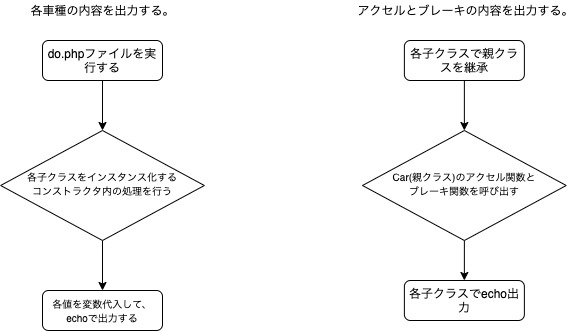 各車種の内容を出力する。
do.phpファイルを実
行する
各子クラスをインスタンス化する
コンストラクタ内の処理を行う
各値を変数代入して、
echoで出力する
アクセルとブレーキの内容を出力する。
各子クラスで親クラ
スを継承
Car(親クラス)のアクセル関数と
ブレーキ関数を呼び出す
各子クラスでecho出
力